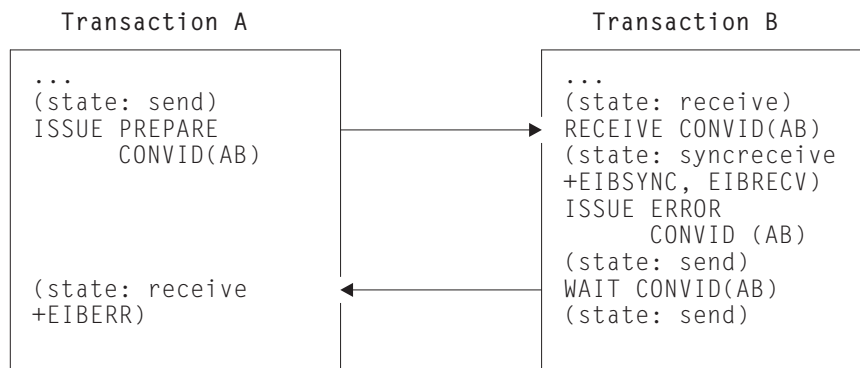 Transaction A
Transaction B
...
(state: send)
ISSUE PREPARE
CONVID(AB)
(state: receive
+EIBERR)
...
(state: receive)
RECEIVE CONVID(AB)
(state: syncreceive
+EIBSYNC, EIBRECV)
ISSUE ERROR
CONVID (AB)
(state: send)
WAIT CONVID(AB)
(state: send)